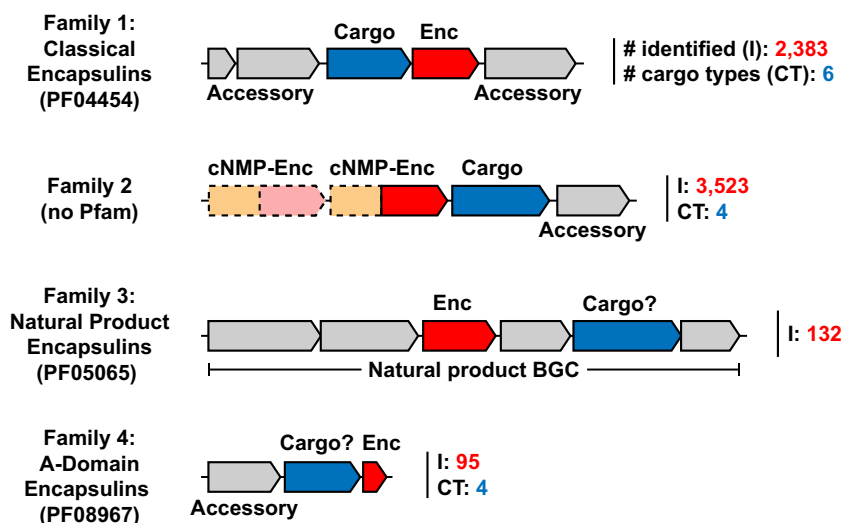 Family 1:
Classical
Encapsulins
(PF04454)
Cargo Enc
Accessory Accessory
# identified (I): 2,383
# cargo types (CT): 6
Family 2
(no Pfam)
cNMP-Enc cNMP-Enc Cargo
Accessory
I: 3,523
CT: 4
Family 3:
Natural Product
Encapsulins
(PF05065)
Enc Cargo?
Natural product BGC
I: 132
Family 4:
A-Domain
Encapsulins
(PF08967)
Cargo? Enc
Accessory
I: 95
CT: 4